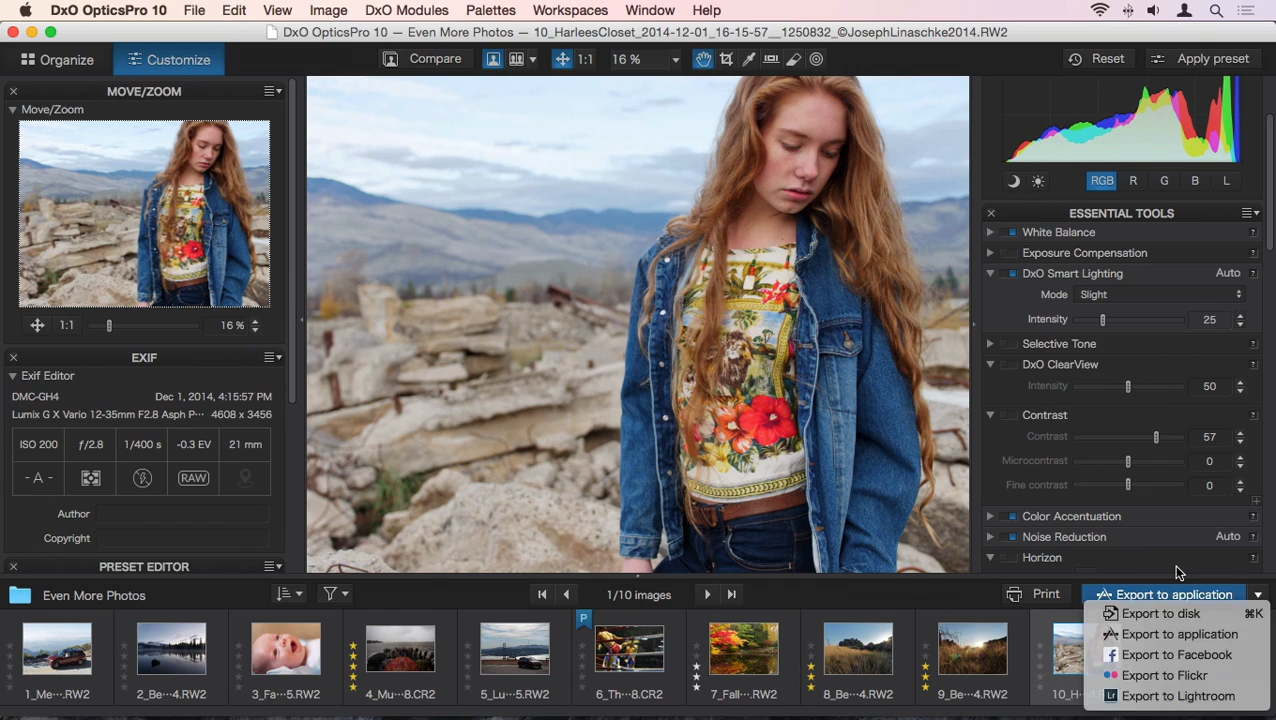 DxO OpticsPro 10 File Edit View Image DxO Modules Palettes Workspaces Window Help
DxO OpticsPro 10 — Even More Photos — 10_HarleesCloset_2014-12-01_16-15-57__1250832_©JosephLinaschke2014.RW2
Organize Customize Compare 1:1 16 % Reset Apply preset
MOVE/ZOOM
Move/Zoom
1:1 16 %
EXIF
Exif Editor
DMC-GH4 Dec 1, 2014, 4:15:57 PM
Lumix G X Vario 12-35mm F2.8 Asph P··· 4608 x 3456
ISO 200 ƒ/2.8 1/400 s -0.3 EV 21 mm
- A - RAW
Author
Copyright
PRESET EDITOR
RGB R G B L
ESSENTIAL TOOLS
White Balance ?
Exposure Compensation ?
DxO Smart Lighting Auto ?
Mode Slight
Intensity 25
Selective Tone ?
DxO ClearView ?
Intensity 50
Contrast ?
Contrast 57
Microcontrast 0
Fine contrast 0
Color Accentuation ?
Noise Reduction Auto ?
Horizon ?
Even More Photos 1/10 images Print Export to application
Export to disk ⌘K
Export to application
f Export to Facebook
Export to Flickr
Lr Export to Lightroom
P
1_Me···.RW2 2_Be···4.RW2 3_Fa···5.RW2 4_Mu···8.CR2 5_Lu···5.RW2 6_Th···8.CR2 7_Fall···.RW2 8_Be···4.RW2 9_Be···4.RW2 10_H